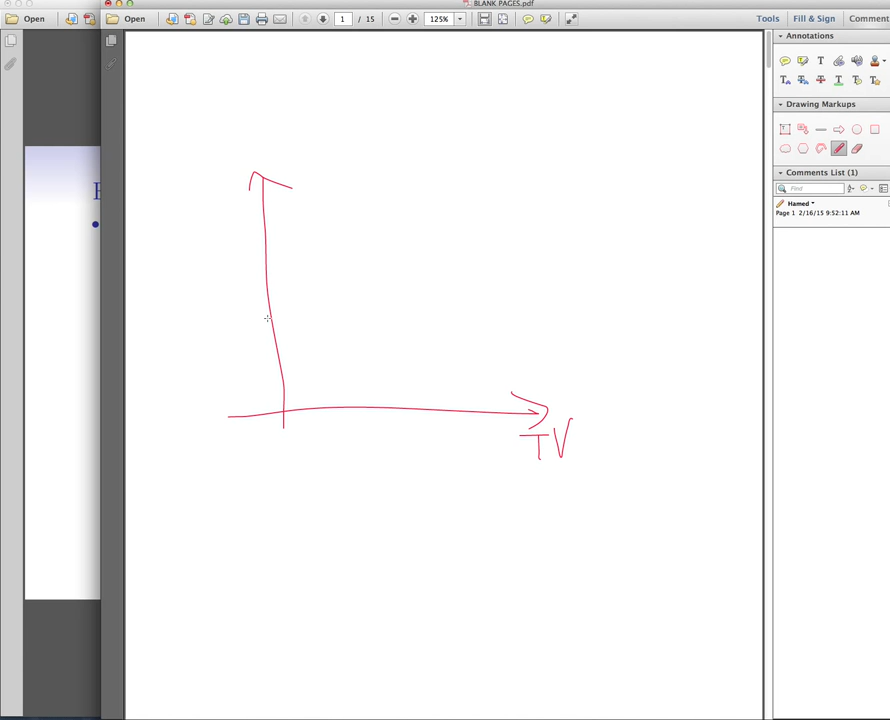 BLANK PAGES.pdf
Open
Open
1 / 15
125%
Tools
Fill & Sign
Comment
Annotations
Drawing Markups
Comments List (1)
Find
Hamed
Page 1 2/16/15 9:52:11 AM
TV